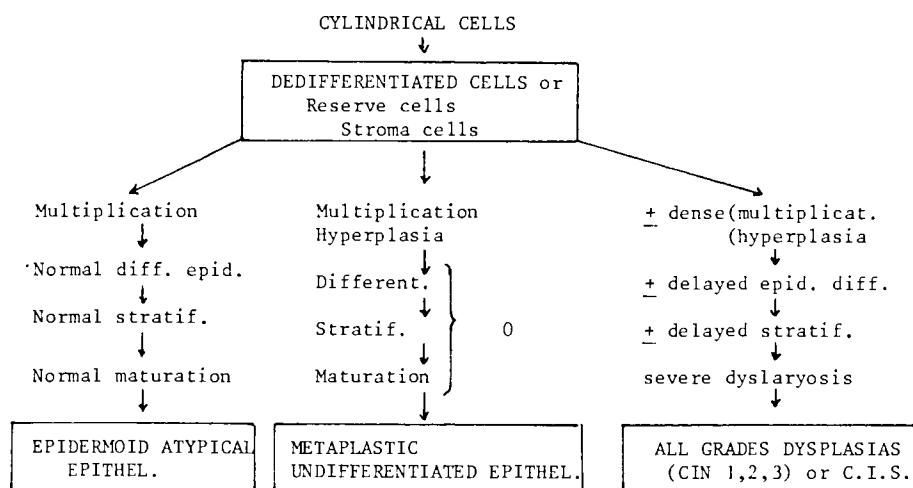 CYLINDRICAL CELLS
DEDIFFERENTIATED CELLS or
Reserve cells
Stroma cells
Multiplication
Normal diff. epid.
Normal stratif.
Normal maturation
EPIDERMOID ATYPICAL
EPITHEL.
Multiplication
Hyperplasia
Different.
Stratif.
Maturation
0
METAPLASTIC
UNDIFFERENTIATED EPITHEL.
± dense(multiplicat.
(hyperplasia
± delayed epid. diff.
± delayed stratif.
severe dyslaryosis
ALL GRADES DYSPLASIAS
(CIN 1,2,3) or C.I.S.